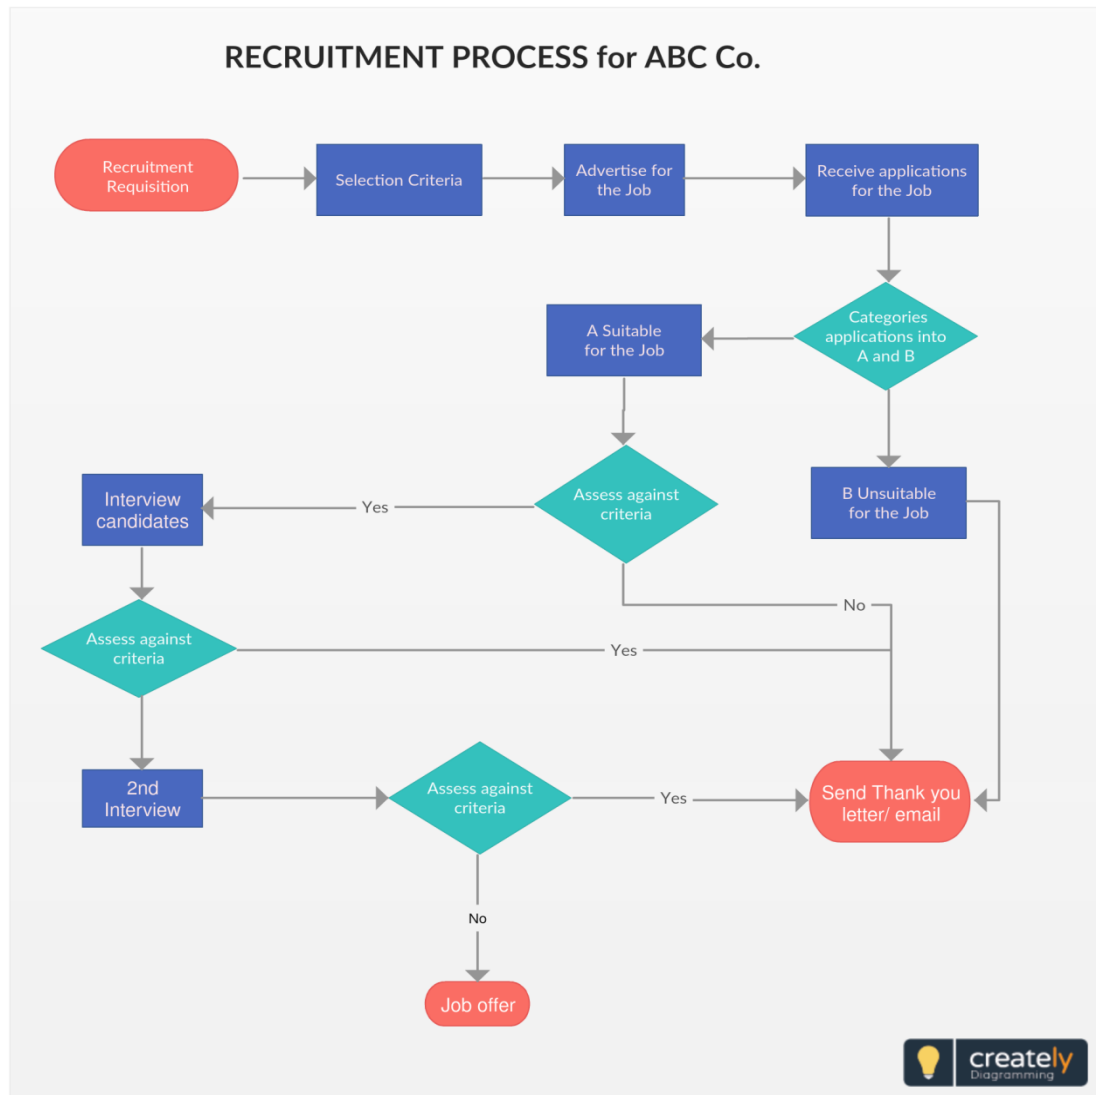 RECRUITMENT PROCESS for ABC Co.
Recruitment
Requisition
Selection Criteria
Advertise for
the Job
Receive applications
for the Job
Categories
applications into
A and B
A Suitable
for the Job
Assess against
criteria
B Unsuitable
for the Job
Yes
Interview
candidates
No
Assess against
criteria
Yes
2nd
Interview
Assess against
criteria
Yes
Send Thank you
letter/ email
No
Job offer
creately
Diagramming